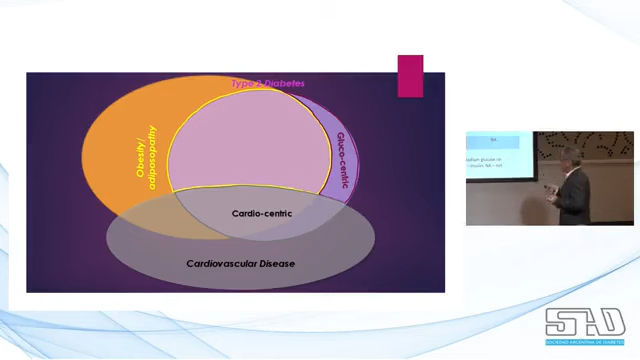 Type 2 Diabetes
Obesity/
adiposopathy
Gluco-centric
Cardio-centric
Cardiovascular Disease
SAD
SOCIEDAD ARGENTINA DE DIABETES